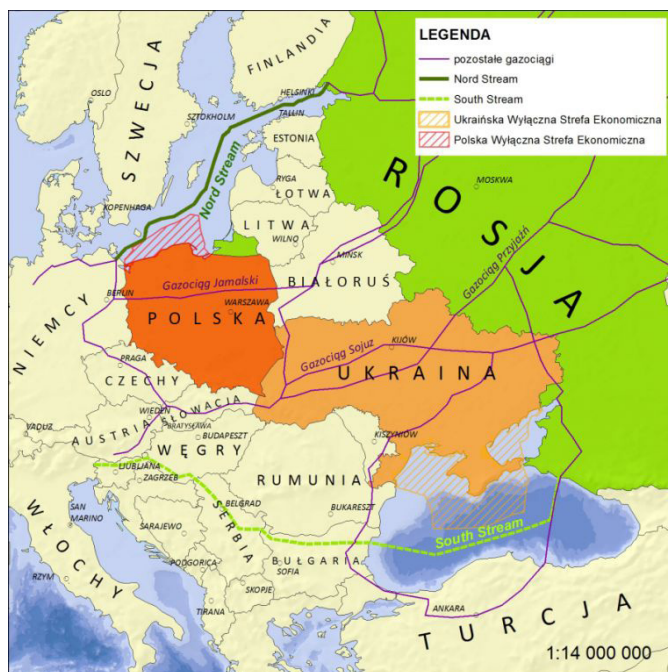 LEGENDA
pozostałe gazociągi
Nord Stream
South Stream
Ukraińska Wyłączna Strefa Ekonomiczna
Polska Wyłączna Strefa Ekonomiczna
FINLANDIA
OSLO
HELSINKI
SZTOKHOLM
TALLIN
SZWECJA
ESTONIA
Nord Stream
RYGA
ŁOTWA
MOSKWA
ROSJA
KOPENHAGA
LITWA
WILNO
MIŃSK
Gazociąg Przyjaźń
BIAŁORUŚ
Gazociąg Jamalski
BERLIN
WARSZAWA
POLSKA
NIEMCY
KIJÓW
Gazociąg Sojuz
UKRAINA
PRAGA
CZECHY
SŁOWACJA
WIEDEŃ
BRATYSŁAWA
VADUZ
AUSTRIA
KISZYNIÓW
BUDAPESZT
WĘGRY
LJUBLJANA
ZAGRZEB
RUMUNIA
SAN
MARINO
BELGRAD
BUKARESZT
SERBIA
SARAJEWO
South Stream
WŁOCHY
BUŁGARIA
PODGORICA
SOFIA
RZYM
SKOPJE
TIRANA
ANKARA
TURCJA
1:14 000 000